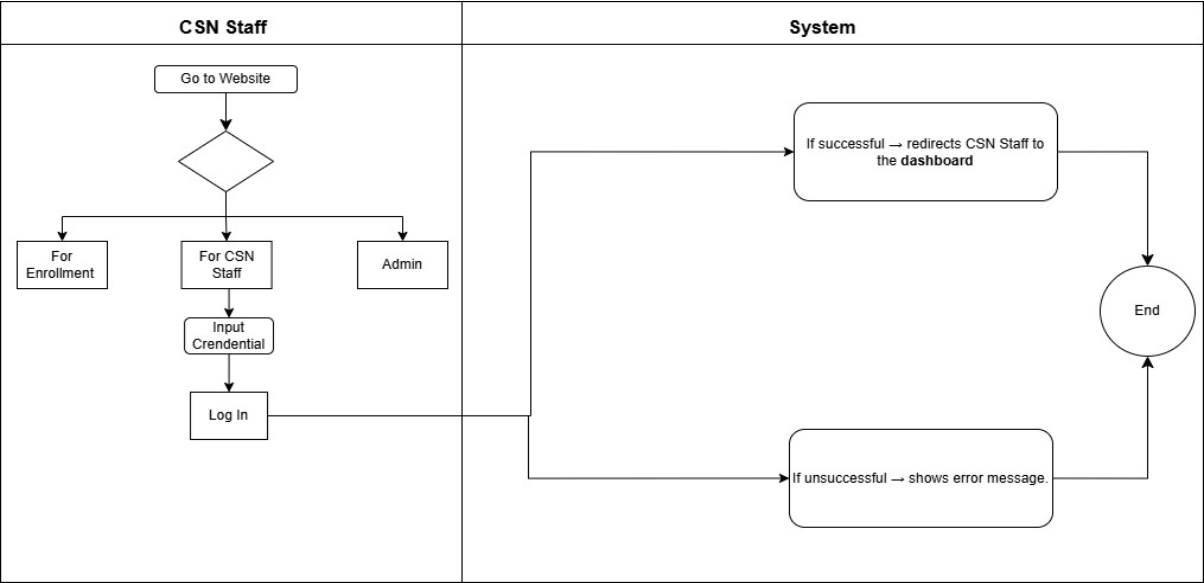 CSN Staff
System
Go to Website
For
Enrollment
For CSN
Staff
Admin
Input
Crendential
Log In
If successful → redirects CSN Staff to
the dashboard
End
If unsuccessful → shows error message.